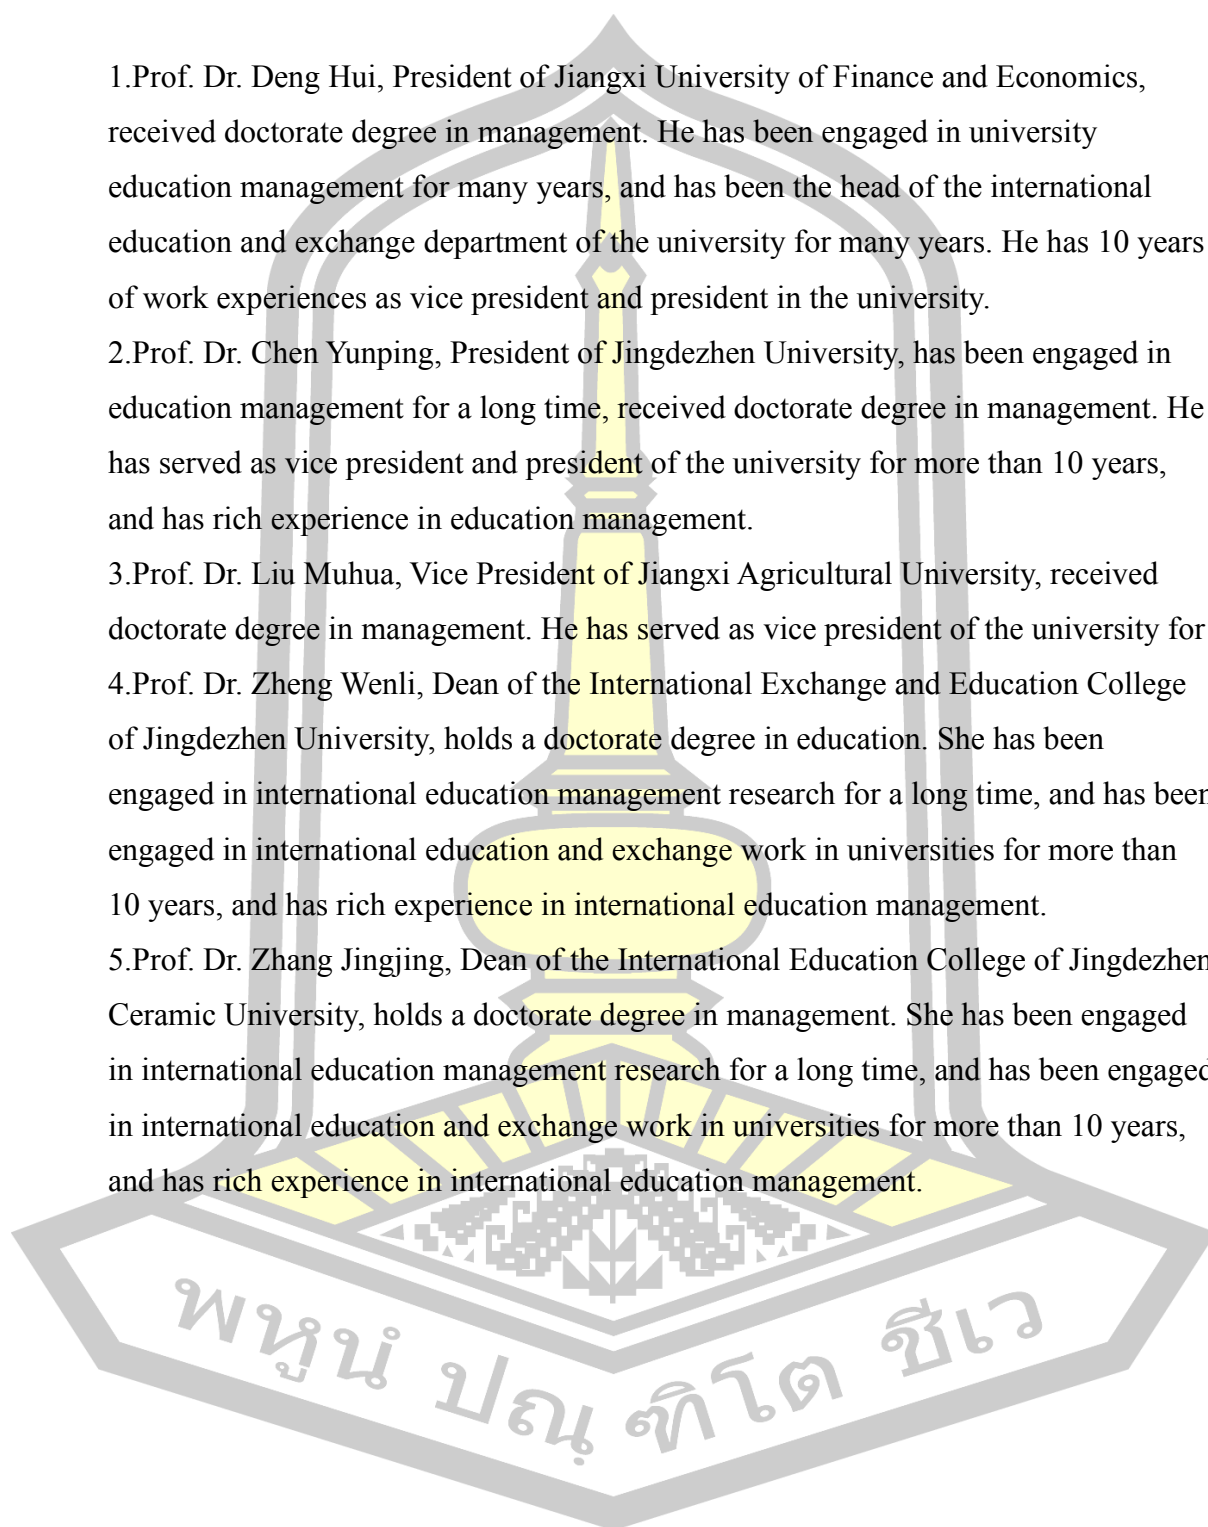 1.Prof. Dr. Deng Hui, President of Jiangxi University of Finance and Economics,
received doctorate degree in management. He has been engaged in university
education management for many years, and has been the head of the international
education and exchange department of the university for many years. He has 10 years
of work experiences as vice president and president in the university.
2.Prof. Dr. Chen Yunping, President of Jingdezhen University, has been engaged in
education management for a long time, received doctorate degree in management. He
has served as vice president and president of the university for more than 10 years,
and has rich experience in education management.
3.Prof. Dr. Liu Muhua, Vice President of Jiangxi Agricultural University, received
doctorate degree in management. He has served as vice president of the university for
4.Prof. Dr. Zheng Wenli, Dean of the International Exchange and Education College
of Jingdezhen University, holds a doctorate degree in education. She has been
engaged in international education management research for a long time, and has been
engaged in international education and exchange work in universities for more than
10 years, and has rich experience in international education management.
5.Prof. Dr. Zhang Jingjing, Dean of the International Education College of Jingdezhen
Ceramic University, holds a doctorate degree in management. She has been engaged
in international education management research for a long time, and has been engaged
in international education and exchange work in universities for more than 10 years,
and has rich experience in international education management.
พหูนํ ปณฺฑิโต ชีเว